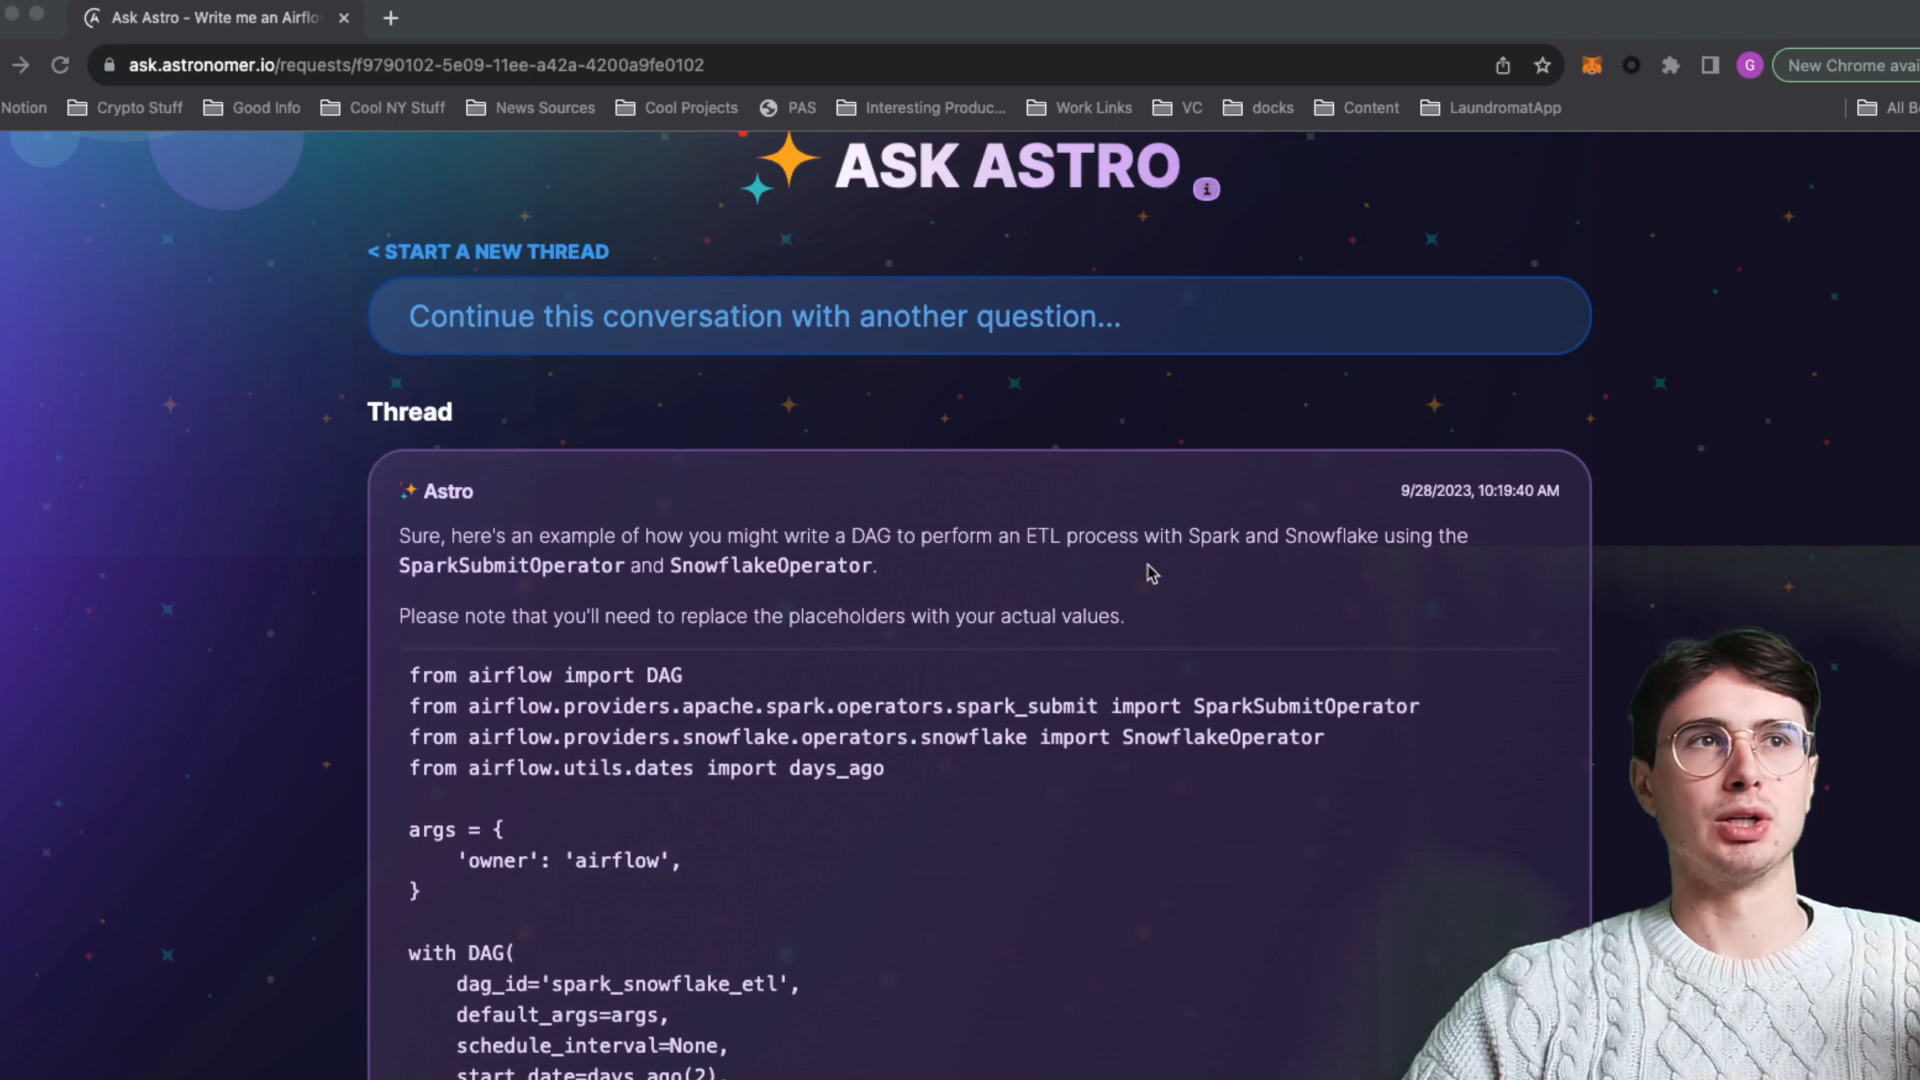 Ask Astro - Write me an Airflo
ask.astronomer.io/requests/f9790102-5e09-11ee-a42a-4200a9fe0102
G
New Chrome avai
Notion Crypto Stuff Good Info Cool NY Stuff News Sources Cool Projects PAS Interesting Produc... Work Links VC docks Content LaundromatApp All B
ASK ASTRO i
< START A NEW THREAD
Continue this conversation with another question...
Thread
Astro 9/28/2023, 10:19:40 AM
Sure, here's an example of how you might write a DAG to perform an ETL process with Spark and Snowflake using the
SparkSubmitOperator and SnowflakeOperator.
Please note that you'll need to replace the placeholders with your actual values.
from airflow import DAG
from airflow.providers.apache.spark.operators.spark_submit import SparkSubmitOperator
from airflow.providers.snowflake.operators.snowflake import SnowflakeOperator
from airflow.utils.dates import days_ago
args = {
'owner': 'airflow',
}
with DAG(
dag_id='spark_snowflake_etl',
default_args=args,
schedule_interval=None,
start_date=days_ago(2),